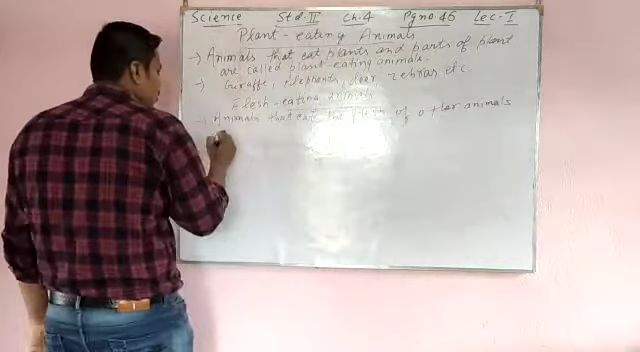 Science Std.II Ch.4 Pg no.46 Lec-I
Plant-eating Animals
→ Animals that eat plants and parts of plant
are called plant eating animals.
→ Giraffe, elephants, deer zebras, etc.
Flesh-eating animals
→ Animals that eat the flesh of other animals